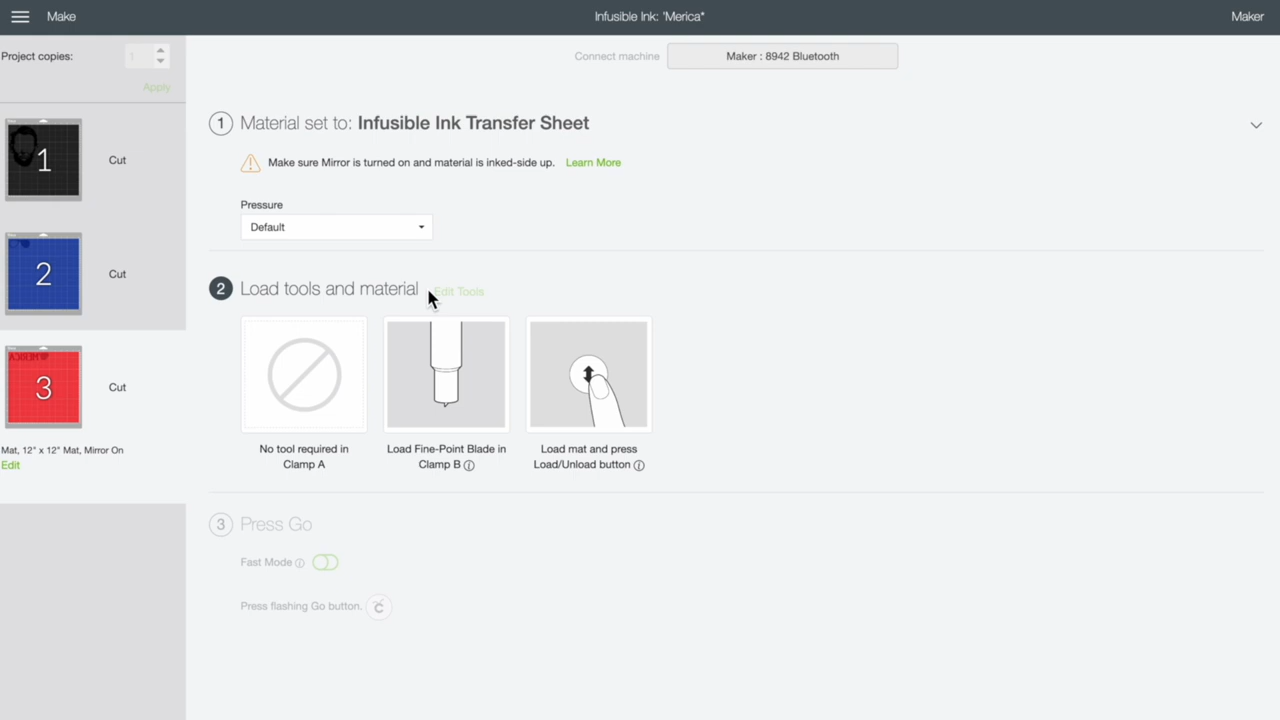 Make
Infusible Ink: 'Merica*
Maker
Project copies:
1
Apply
Connect machine
Maker : 8942 Bluetooth
1
Cut
2
Cut
3
Cut
Mat, 12" x 12" Mat, Mirror On
Edit
1 Material set to: Infusible Ink Transfer Sheet
Make sure Mirror is turned on and material is inked-side up. Learn More
Pressure
Default
2 Load tools and material
Edit Tools
No tool required in
Clamp A
Load Fine-Point Blade in
Clamp B
Load mat and press
Load/Unload button
3 Press Go
Fast Mode
Press flashing Go button.